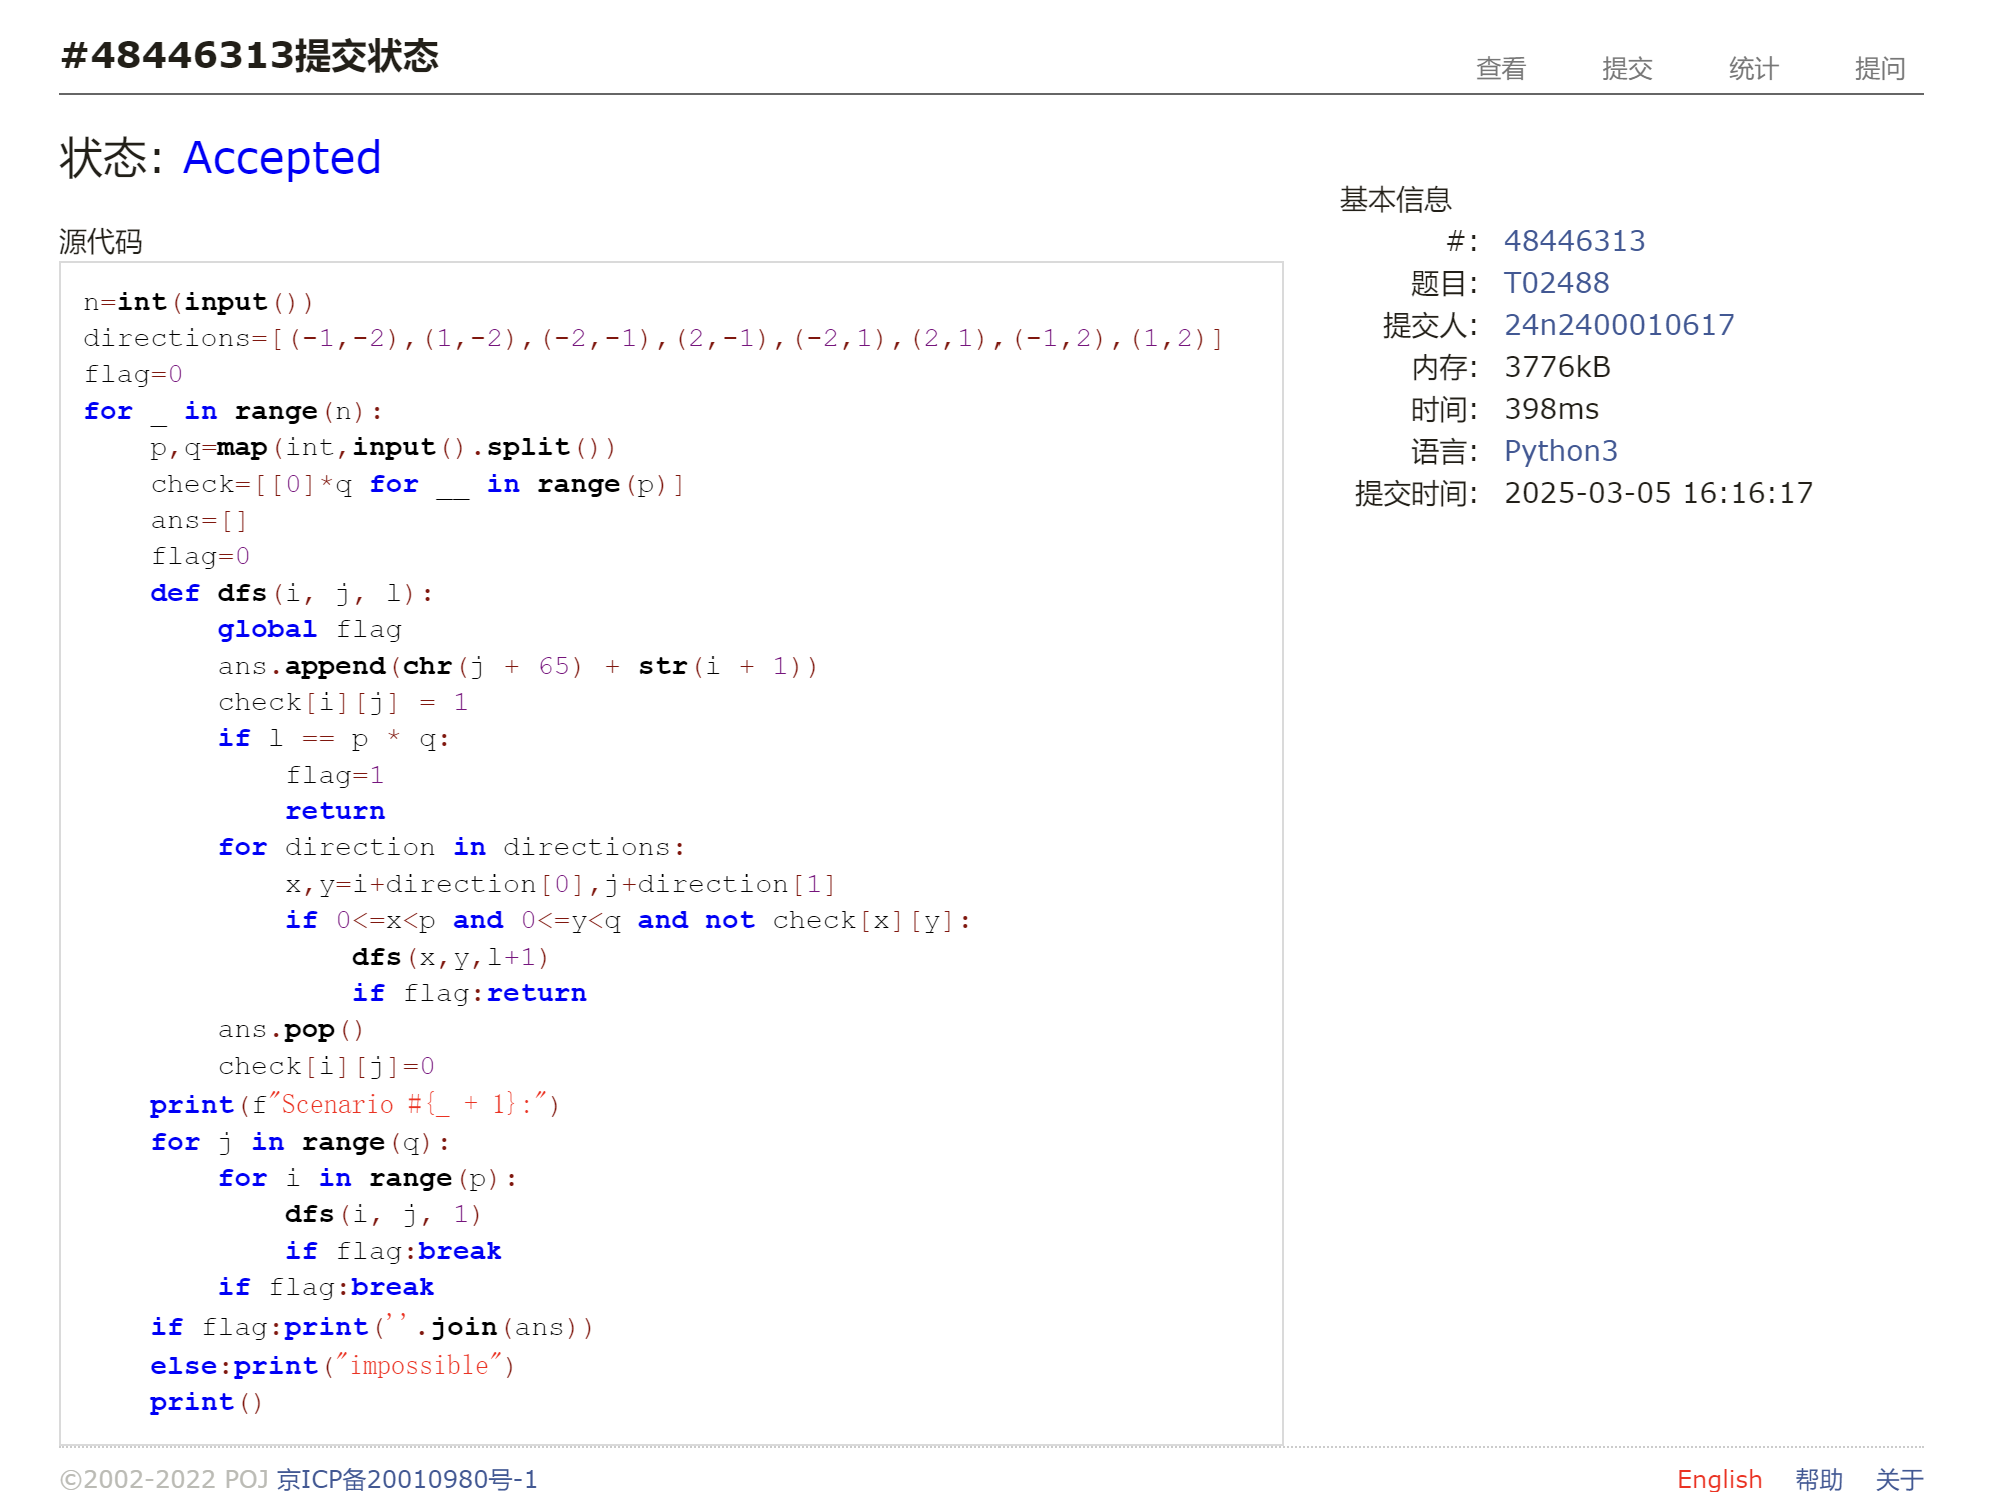 #48446313提交状态
查看 提交 统计 提问
状态: Accepted
源代码
n=int(input())
directions=[(-1,-2),(1,-2),(-2,-1),(2,-1),(-2,1),(2,1),(-1,2),(1,2)]
flag=0
for _ in range(n):
    p,q=map(int,input().split())
    check=[[0]*q for __ in range(p)]
    ans=[]
    flag=0
    def dfs(i, j, l):
        global flag
        ans.append(chr(j + 65) + str(i + 1))
        check[i][j] = 1
        if l == p * q:
            flag=1
            return
        for direction in directions:
            x,y=i+direction[0],j+direction[1]
            if 0<=x<p and 0<=y<q and not check[x][y]:
                dfs(x,y,l+1)
                if flag:return
        ans.pop()
        check[i][j]=0
    print(f"Scenario #{_ + 1}:")
    for j in range(q):
        for i in range(p):
            dfs(i, j, 1)
            if flag:break
        if flag:break
    if flag:print(''.join(ans))
    else:print("impossible")
    print()
基本信息
#: 48446313
题目: T02488
提交人: 24n2400010617
内存: 3776kB
时间: 398ms
语言: Python3
提交时间: 2025-03-05 16:16:17
©2002-2022 POJ 京ICP备20010980号-1
English 帮助 关于